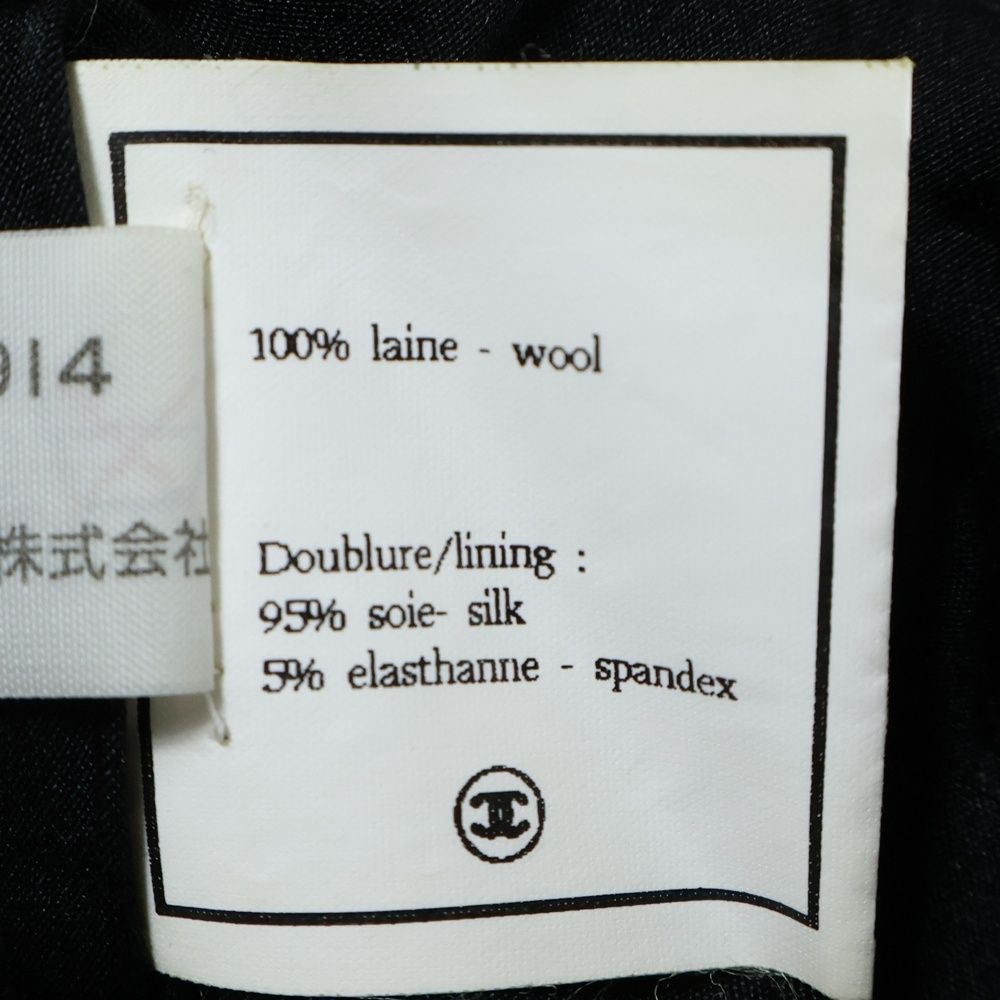 914
株式会社
100% laine - wool
Doublure/lining :
95% soie- silk
5% elasthanne - spandex